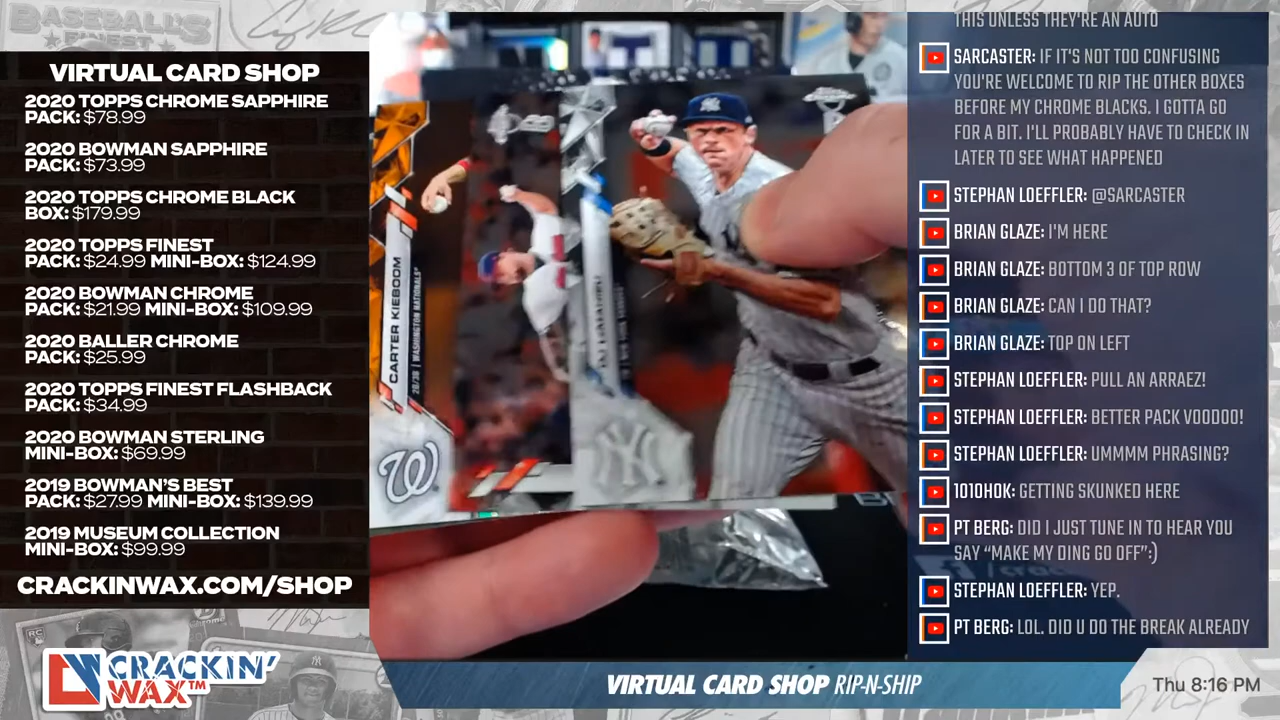 BASEBALL'S
FINEST
VIRTUAL CARD SHOP
2020 TOPPS CHROME SAPPHIRE
PACK: $78.99
2020 BOWMAN SAPPHIRE
PACK: $73.99
2020 TOPPS CHROME BLACK
BOX: $179.99
2020 TOPPS FINEST
PACK: $24.99 MINI-BOX: $124.99
2020 BOWMAN CHROME
PACK: $21.99 MINI-BOX: $109.99
2020 BALLER CHROME
PACK: $25.99
2020 TOPPS FINEST FLASHBACK
PACK: $34.99
2020 BOWMAN STERLING
MINI-BOX: $69.99
2019 BOWMAN'S BEST
PACK: $27.99 MINI-BOX: $139.99
2019 MUSEUM COLLECTION
MINI-BOX: $99.99
CRACKINWAX.COM/SHOP
RC
CRACKIN'
WAX™
CARTER KIEBOOM
2B/3B | WASHINGTON NATIONALS
W
NY
THIS UNLESS THEY'RE AN AUTO
SARCASTER: IF IT'S NOT TOO CONFUSING
YOU'RE WELCOME TO RIP THE OTHER BOXES
BEFORE MY CHROME BLACKS. I GOTTA GO
FOR A BIT. I'LL PROBABLY HAVE TO CHECK IN
LATER TO SEE WHAT HAPPENED
STEPHAN LOEFFLER: @SARCASTER
BRIAN GLAZE: I'M HERE
BRIAN GLAZE: BOTTOM 3 OF TOP ROW
BRIAN GLAZE: CAN I DO THAT?
BRIAN GLAZE: TOP ON LEFT
STEPHAN LOEFFLER: PULL AN ARRAEZ!
STEPHAN LOEFFLER: BETTER PACK VOODOO!
STEPHAN LOEFFLER: UMMMM PHRASING?
1010HOK: GETTING SKUNKED HERE
PT BERG: DID I JUST TUNE IN TO HEAR YOU
SAY “MAKE MY DING GO OFF”:)
STEPHAN LOEFFLER: YEP.
PT BERG: LOL. DID U DO THE BREAK ALREADY
VIRTUAL CARD SHOP RIP-N-SHIP
Thu 8:16 PM